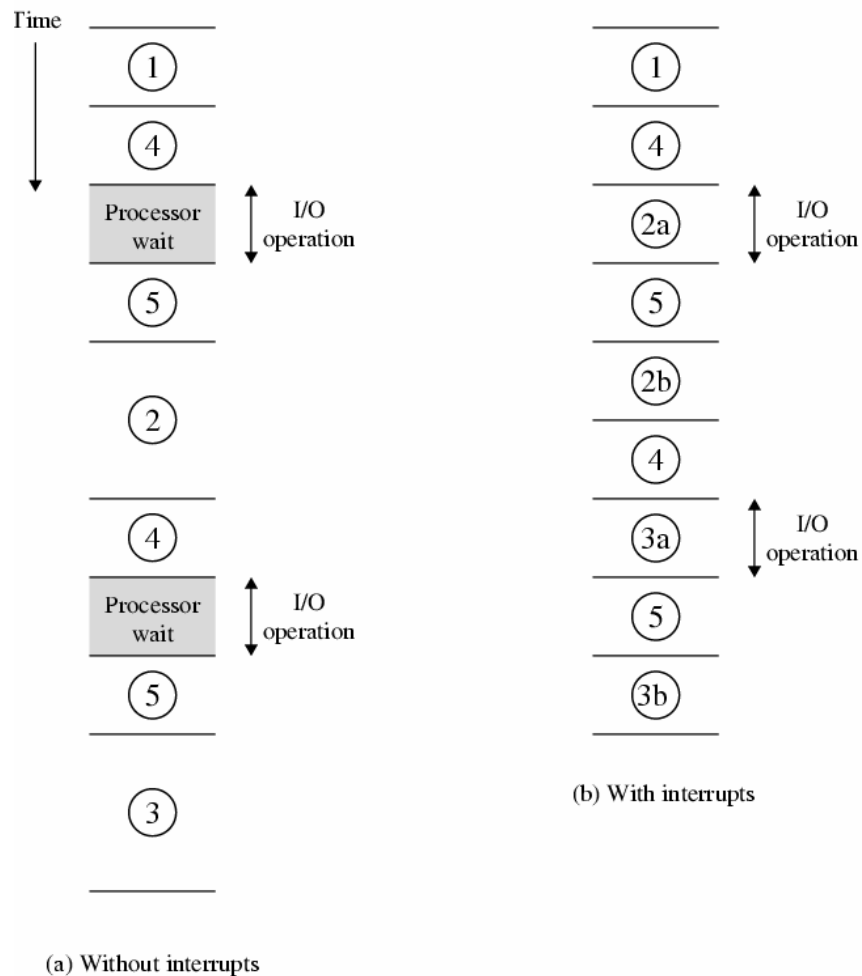 Time
1
4
Processor
wait
I/O
operation
5
2
4
Processor
wait
I/O
operation
5
3
(a) Without interrupts
1
4
2a
I/O
operation
5
2b
4
3a
I/O
operation
5
3b
(b) With interrupts